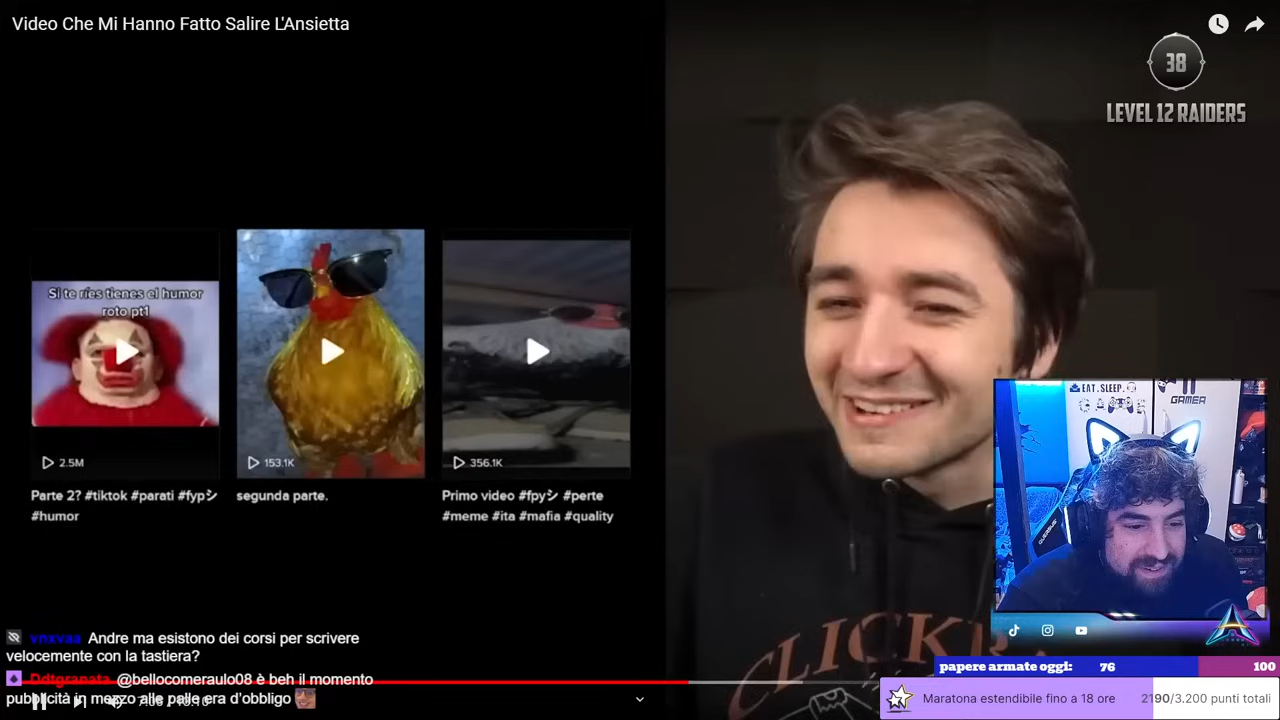 Video Che Mi Hanno Fatto Salire L'Ansietta
38
LEVEL 12 RAIDERS
Si te ríes tienes el humor
roto pt1
2.5M
153.1K
356.1K
Parte 2? #tiktok #parati #fypシ
#humor
segunda parte.
Primo video #fpyシ #perte
#meme #ita #mafia #quality
EAT.SLEEP.
GAMER
CLICK
vnxvaa Andre ma esistono dei corsi per scrivere
velocemente con la tastiera?
Ddtgranata @bellocomeraulo08 è beh il momento
pubblicità in mezzo alle palle era d'obbligo
papere armate oggi: 76 100
Maratona estendibile fino a 18 ore 2190/3.200 punti totali